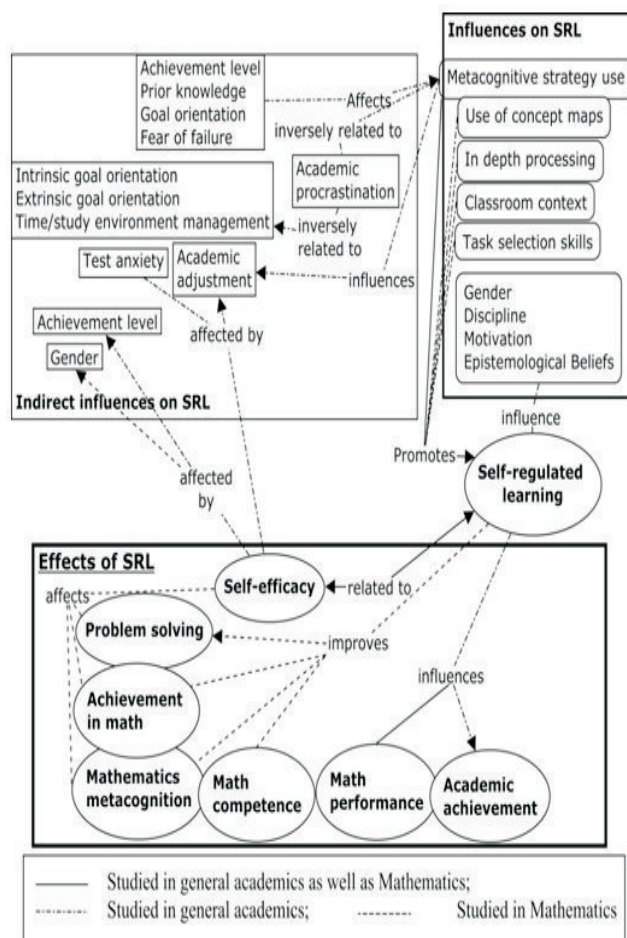 Influences on SRL
Achievement level
Prior knowledge
Goal orientation
Fear of failure
Affects
Metacognitive strategy use
inversely related to
Use of concept maps
In depth processing
Classroom context
Task selection skills
Intrinsic goal orientation
Extrinsic goal orientation
Time/study environment management
Academic
procrastination
inversely
related to
Test anxiety
Academic
adjustment
influences
Gender
Discipline
Motivation
Epistemological Beliefs
Achievement level
affected by
Gender
Indirect influences on SRL
influence
Promotes
Self-regulated
learning
affected
by
Effects of SRL
Self-efficacy
related to
affects
Problem solving
improves
Achievement
in math
influences
Mathematics
metacognition
Math
competence
Math
performance
Academic
achievement
Studied in general academics as well as Mathematics;
Studied in general academics;
Studied in Mathematics